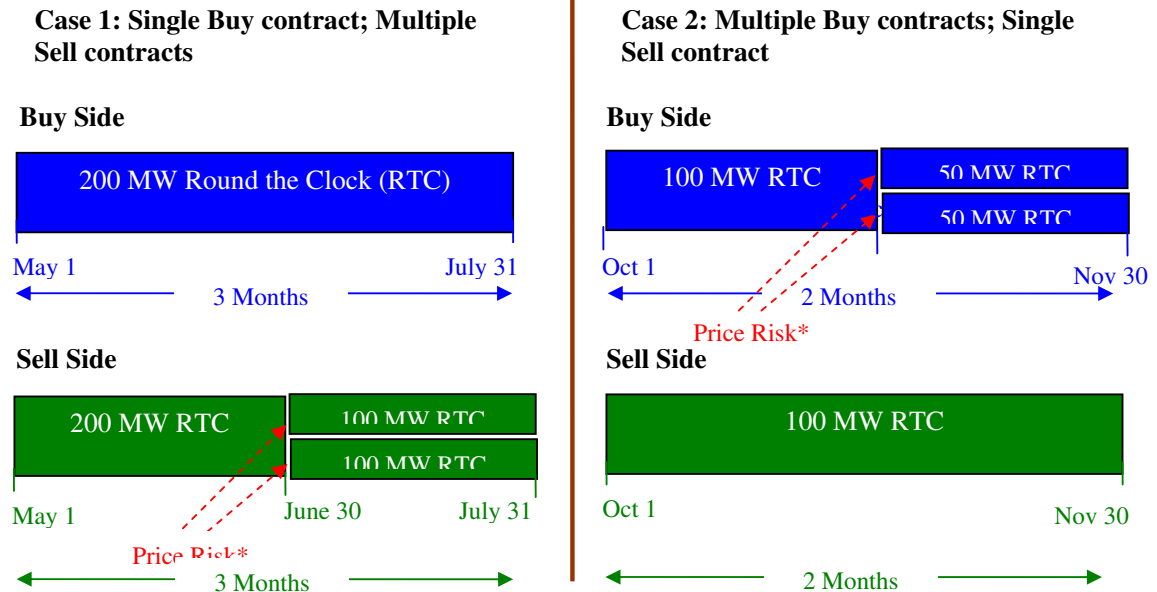 Case 1: Single Buy contract; Multiple
Sell contracts
Buy Side
200 MW Round the Clock (RTC)
May 1
July 31
3 Months
Sell Side
200 MW RTC
100 MW RTC
100 MW RTC
May 1
June 30
July 31
Price Risk*
3 Months
Case 2: Multiple Buy contracts; Single
Sell contract
Buy Side
100 MW RTC
50 MW RTC
50 MW RTC
Oct 1
Nov 30
2 Months
Price Risk*
Sell Side
100 MW RTC
Oct 1
Nov 30
2 Months